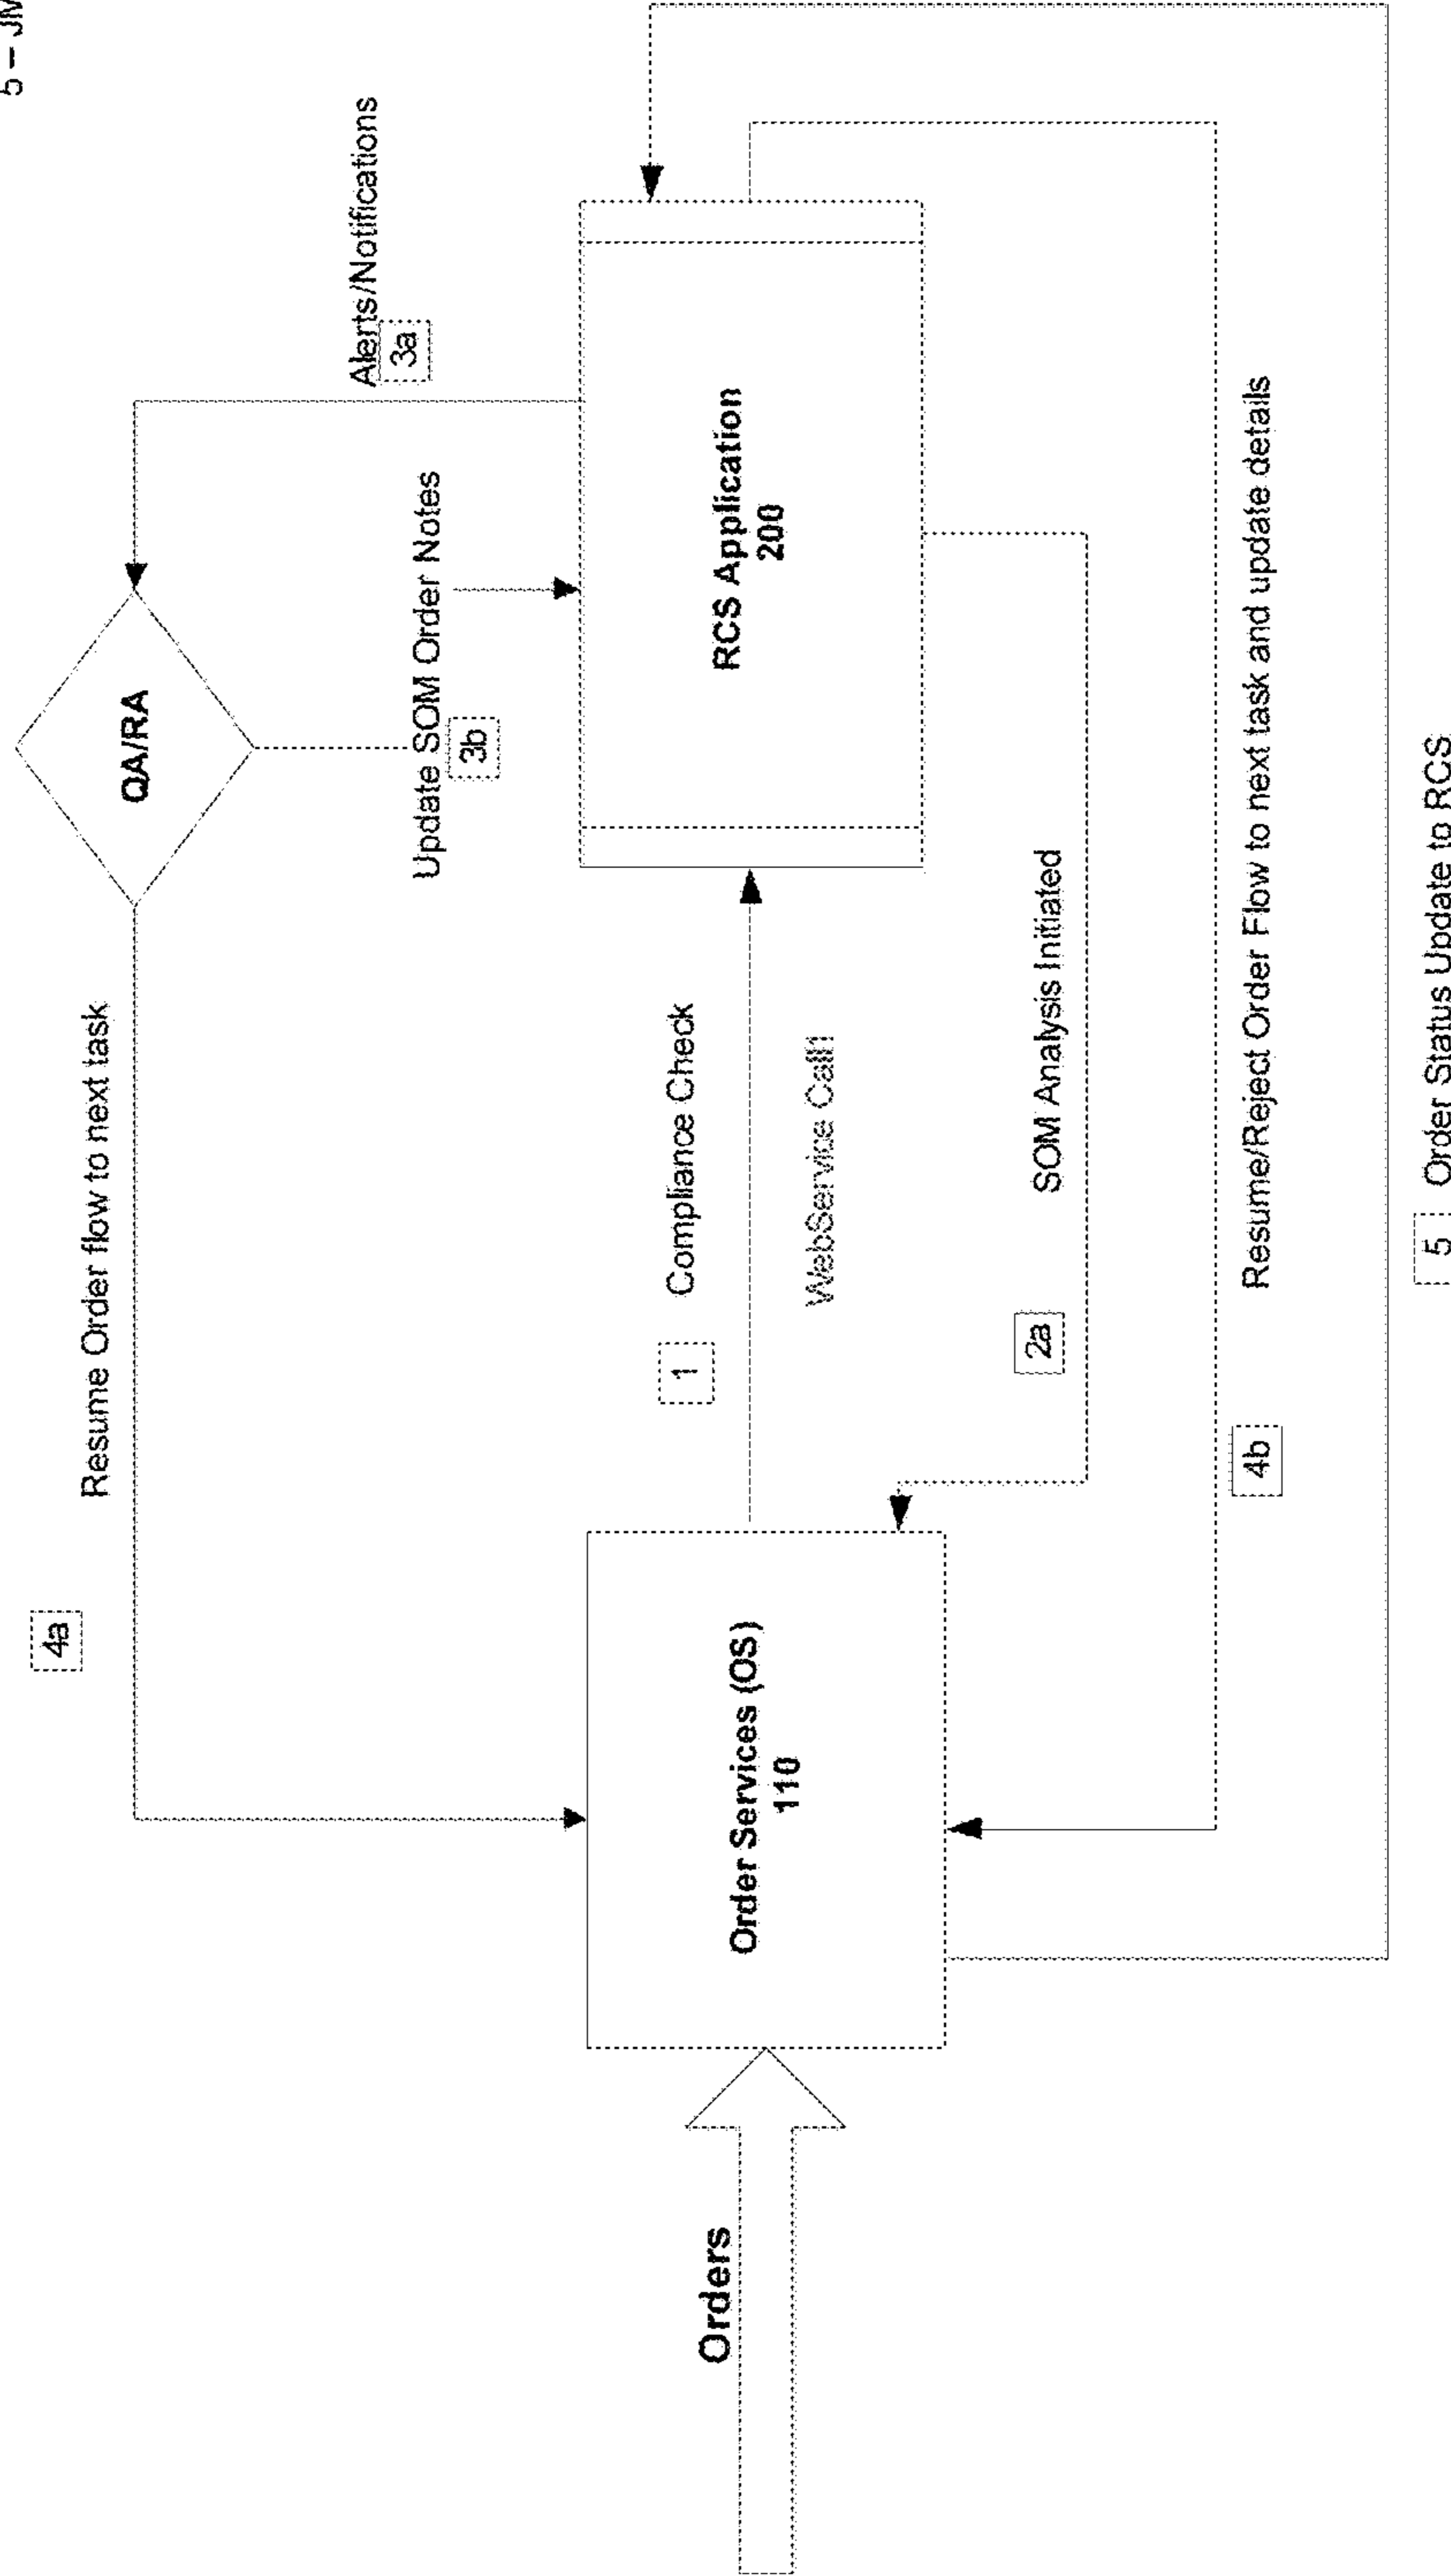 5 – JM
Alerts/Notifications
3a
QA/RA
Update SOM Order Notes
3b
Resume Order flow to next task
4a
RCS Application
200
1
Compliance Check
WebService Call1
Order Services (OS)
110
Orders
2a
SOM Analysis Initiated
4b
Resume/Reject Order Flow to next task and update details
5
Order Status Update to RCS